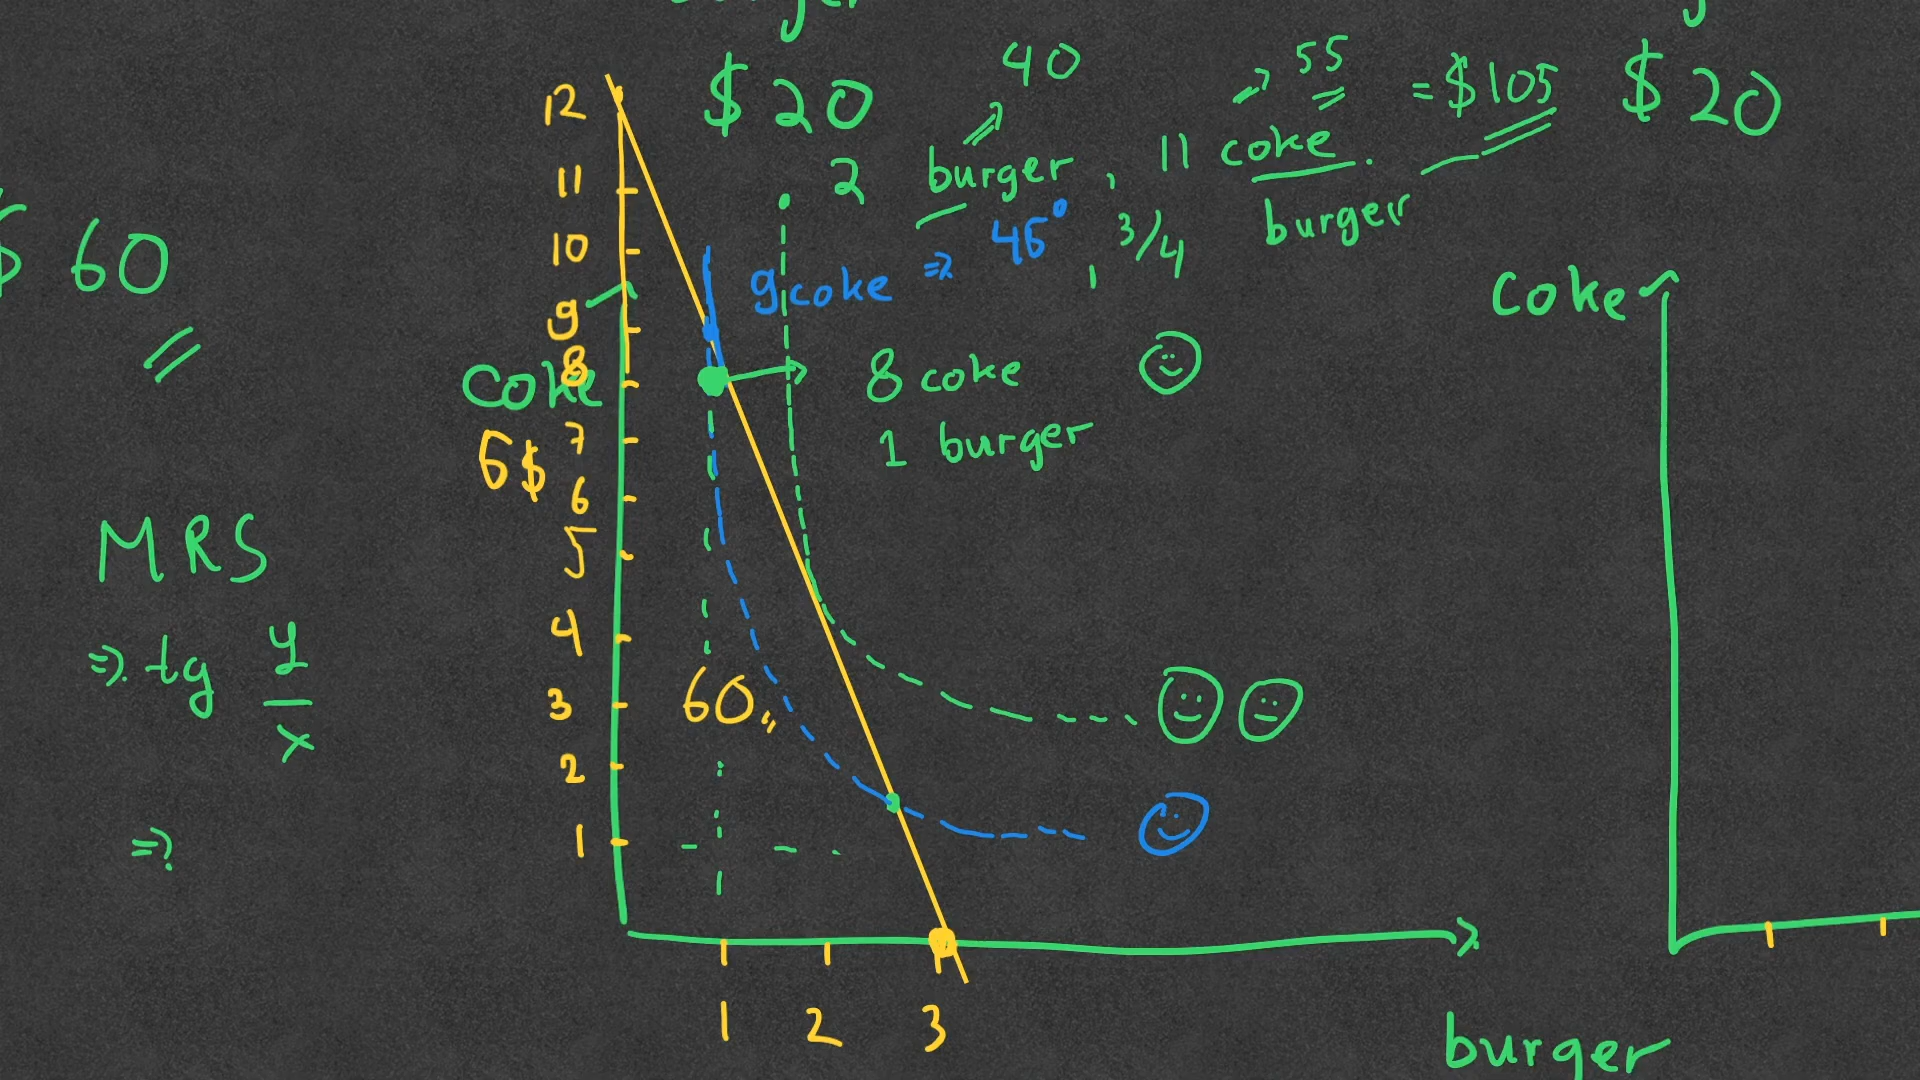 $ 20
40
55
= $105
$ 20
2 burger , 11 coke .
$ 60
g coke => 45° , 3/4 burger
coke
coke
6$
8 coke
1 burger
MRS
=> tg y/x
=>
60
12
11
10
9
8
7
6
5
4
3
2
1
1 2 3
burger